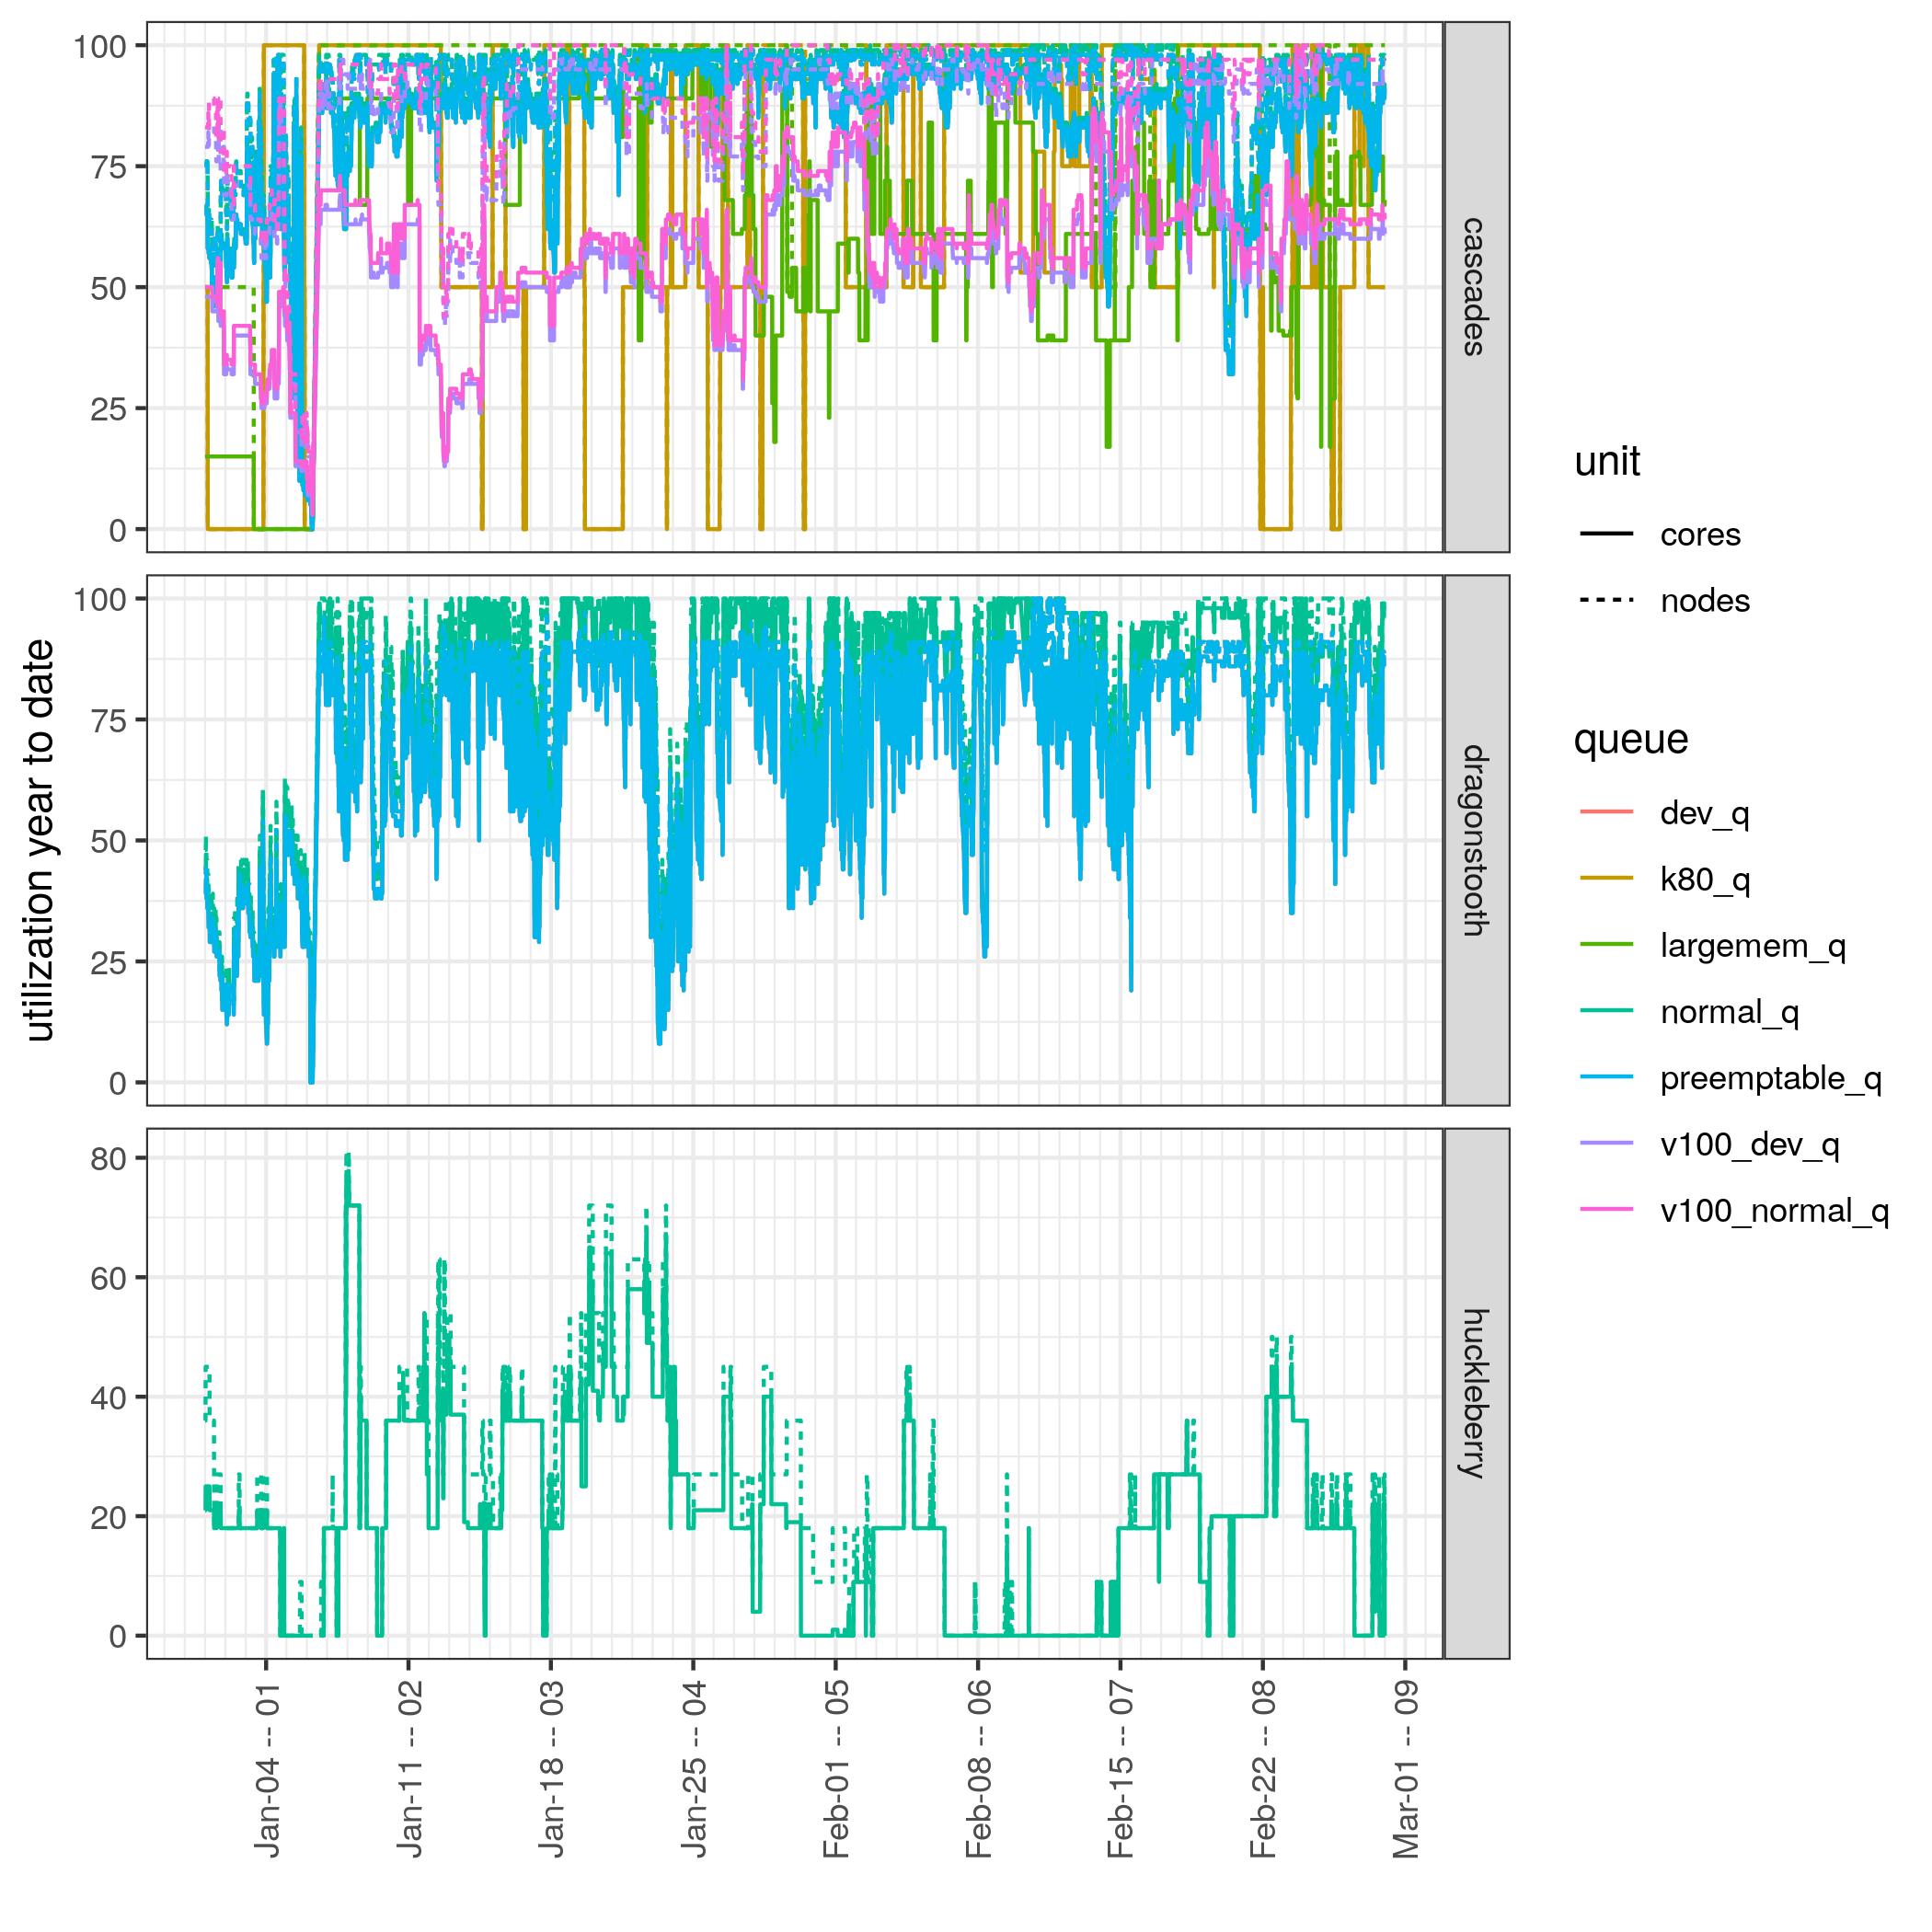 utilization year to date
100
75
50
25
0
cascades
100
75
50
25
0
dragonstooth
80
60
40
20
0
huckleberry
Jan-04 -- 01
Jan-11 -- 02
Jan-18 -- 03
Jan-25 -- 04
Feb-01 -- 05
Feb-08 -- 06
Feb-15 -- 07
Feb-22 -- 08
Mar-01 -- 09
unit
cores
nodes
queue
dev_q
k80_q
largemem_q
normal_q
preemptable_q
v100_dev_q
v100_normal_q